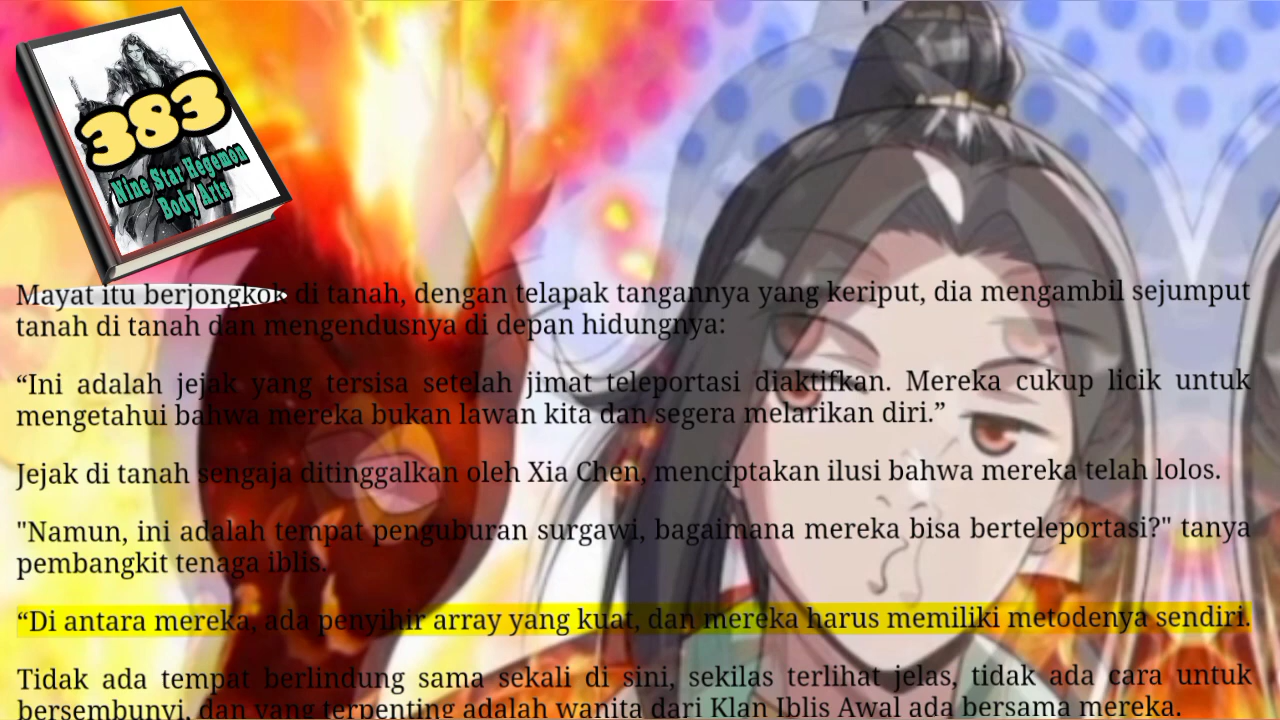 383
Nine Star Hegemon
Body Arts
Mayat itu berjongkok di tanah, dengan telapak tangannya yang keriput, dia mengambil sejumput
tanah di tanah dan mengendusnya di depan hidungnya:
“Ini adalah jejak yang tersisa setelah jimat teleportasi diaktifkan. Mereka cukup licik untuk
mengetahui bahwa mereka bukan lawan kita dan segera melarikan diri.”
Jejak di tanah sengaja ditinggalkan oleh Xia Chen, menciptakan ilusi bahwa mereka telah lolos.
"Namun, ini adalah tempat penguburan surgawi, bagaimana mereka bisa berteleportasi?" tanya
pembangkit tenaga iblis.
“Di antara mereka, ada penyihir array yang kuat, dan mereka harus memiliki metodenya sendiri.
Tidak ada tempat berlindung sama sekali di sini, sekilas terlihat jelas, tidak ada cara untuk
bersembunyi, dan yang terpenting adalah wanita dari Klan Iblis Awal ada bersama mereka.